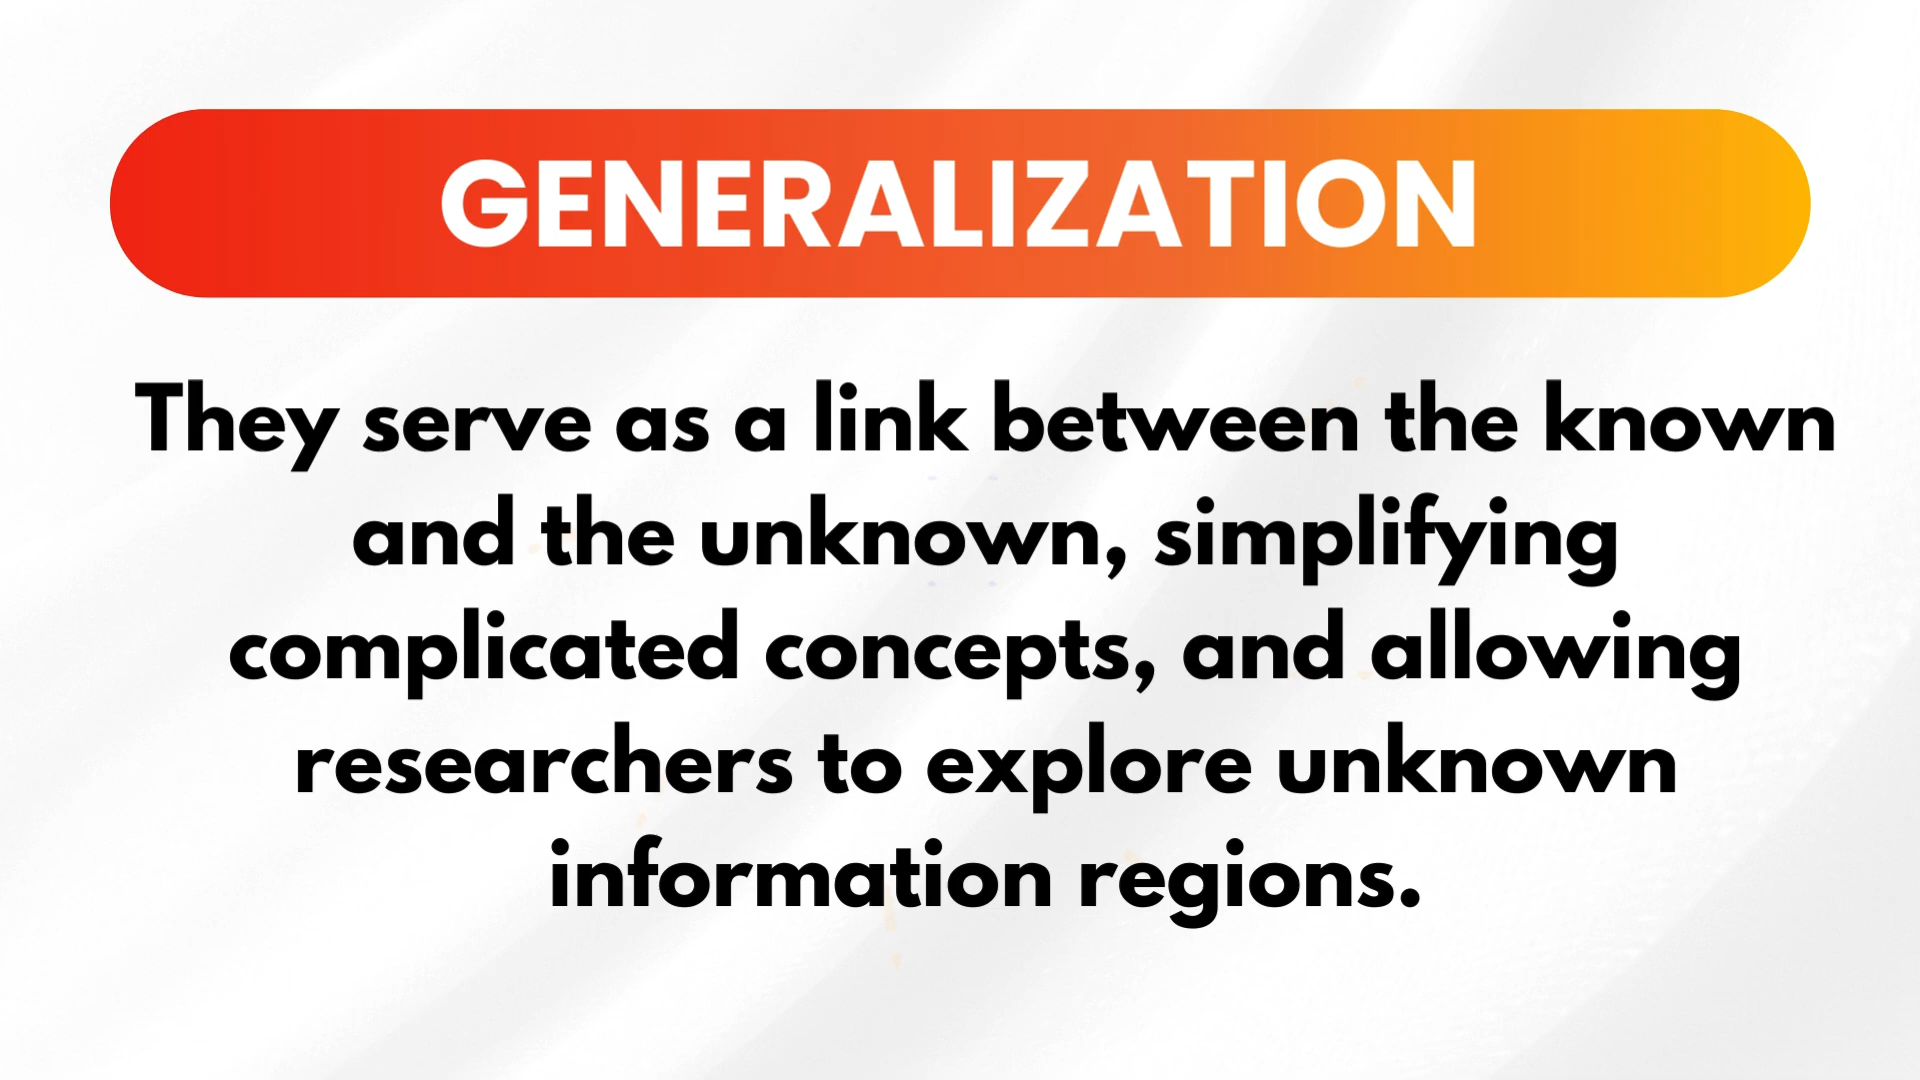 GENERALIZATION
They serve as a link between the known
and the unknown, simplifying
complicated concepts, and allowing
researchers to explore unknown
information regions.